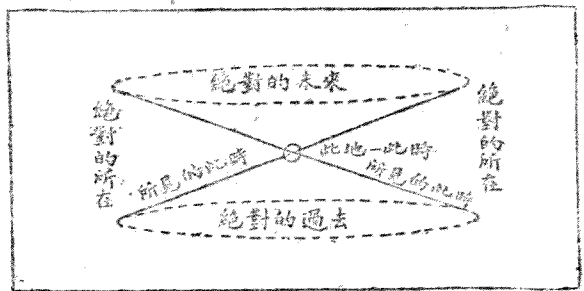 絕對的未來
絕對的所在
絕對的所在
此地—此時
所見的此時
所見的此時
絕對的過去